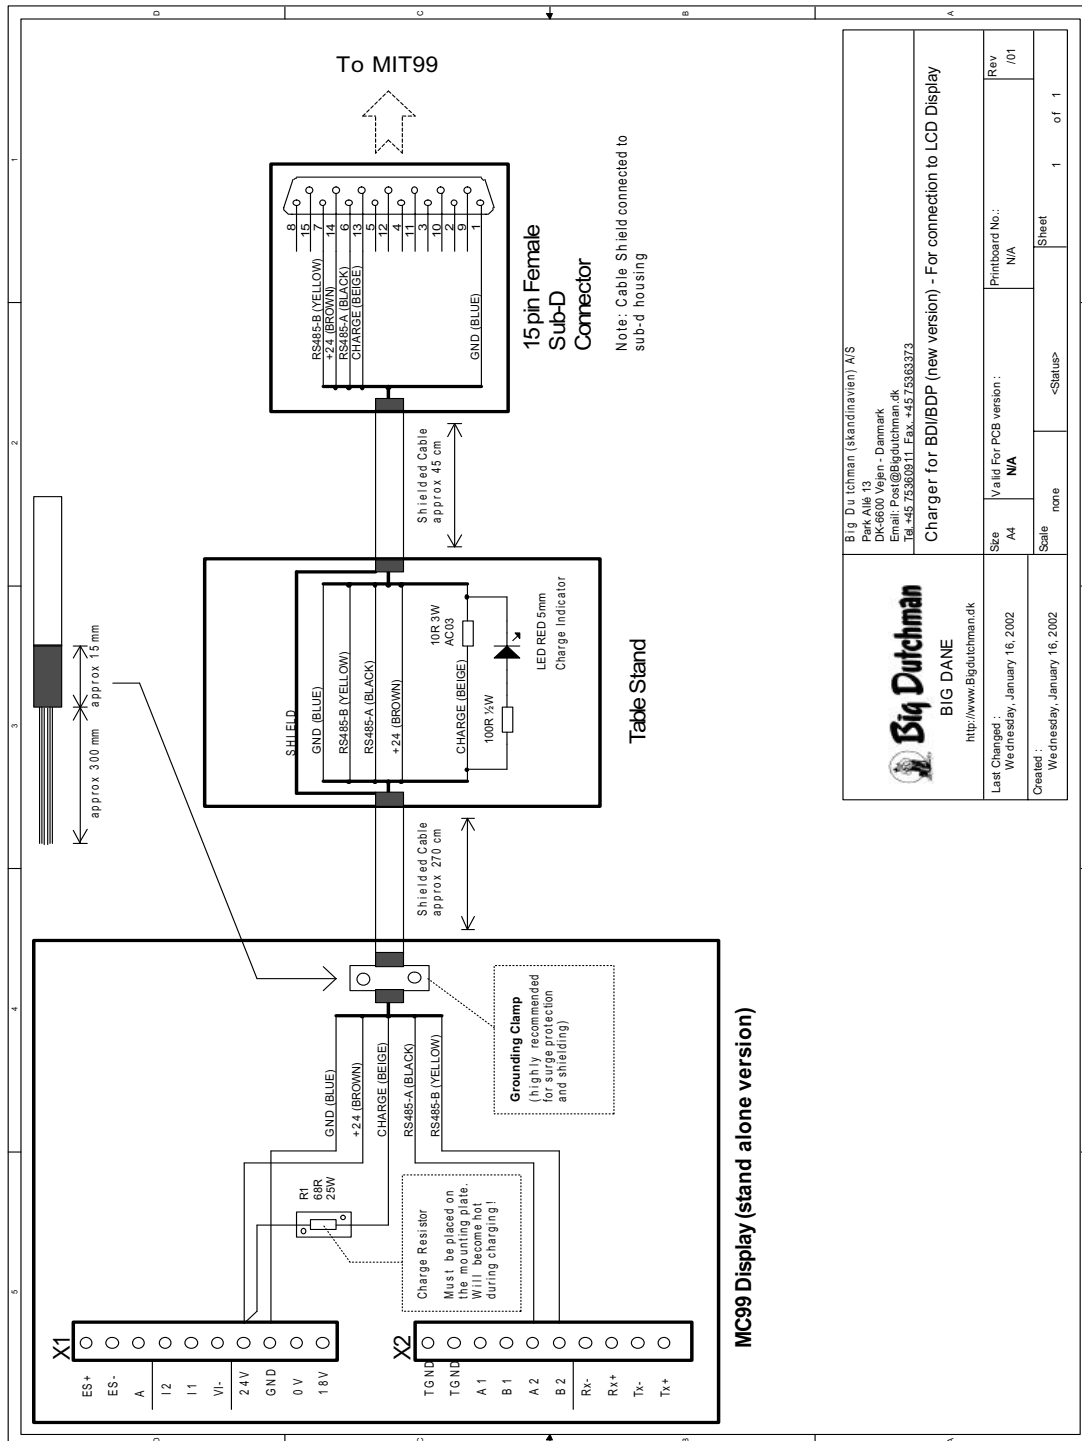 D
C
B
A
1
2
3
4
5
D
C
B
A
To MIT99
8
15
7
14
6
13
5
12
4
11
3
10
2
9
1
RS485-B (YELLOW)
+24 (BROWN)
RS485-A (BLACK)
CHARGE (BEIGE)
GND (BLUE)
15 pin Female
Sub-D
Connector
Note: Cable Shield connected to
sub-d housing
Shielded Cable
approx 45 cm
approx 15 mm
approx 300 mm
SHIELD
GND (BLUE)
RS485-B (YELLOW)
RS485-A (BLACK)
+24 (BROWN)
CHARGE (BEIGE)
10R 3W
AC03
100R ½W
LED RED 5mm
Charge Indicator
Table Stand
Shielded Cable
approx 270 cm
GND (BLUE)
+24 (BROWN)
CHARGE (BEIGE)
RS485-A (BLACK)
RS485-B (YELLOW)
Grounding Clamp
(highly recommended
for surge protection
and shielding)
R1
68R
25W
Charge Resistor
Must be placed on
the mounting plate.
Will become hot
during charging!
X1
ES+
ES-
A
I2
I1
VI-
24V
GND
0V
18V
X2
TGND
TGND
A1
B1
A2
B2
Rx-
Rx+
Tx-
Tx+
MC99 Display (stand alone version)
Big Dutchman
BIG DANE
http://www.Bigdutchman.dk
Big Dutchman (skandinavien) A/S
Park Allé 13
DK-6600 Vejen - Danmark
Email: Post@Bigdutchman.dk
Tel. +45 75360911 Fax. +45 75363373
Charger for BDI/BDP (new version) - For connection to LCD Display
Last Changed :
Wednesday, January 16, 2002
Size
A4
Valid For PCB version :
N/A
Printboard No.:
N/A
Rev
/01
Created :
Wednesday, January 16, 2002
Scale
none
<Status>
Sheet
1 of 1